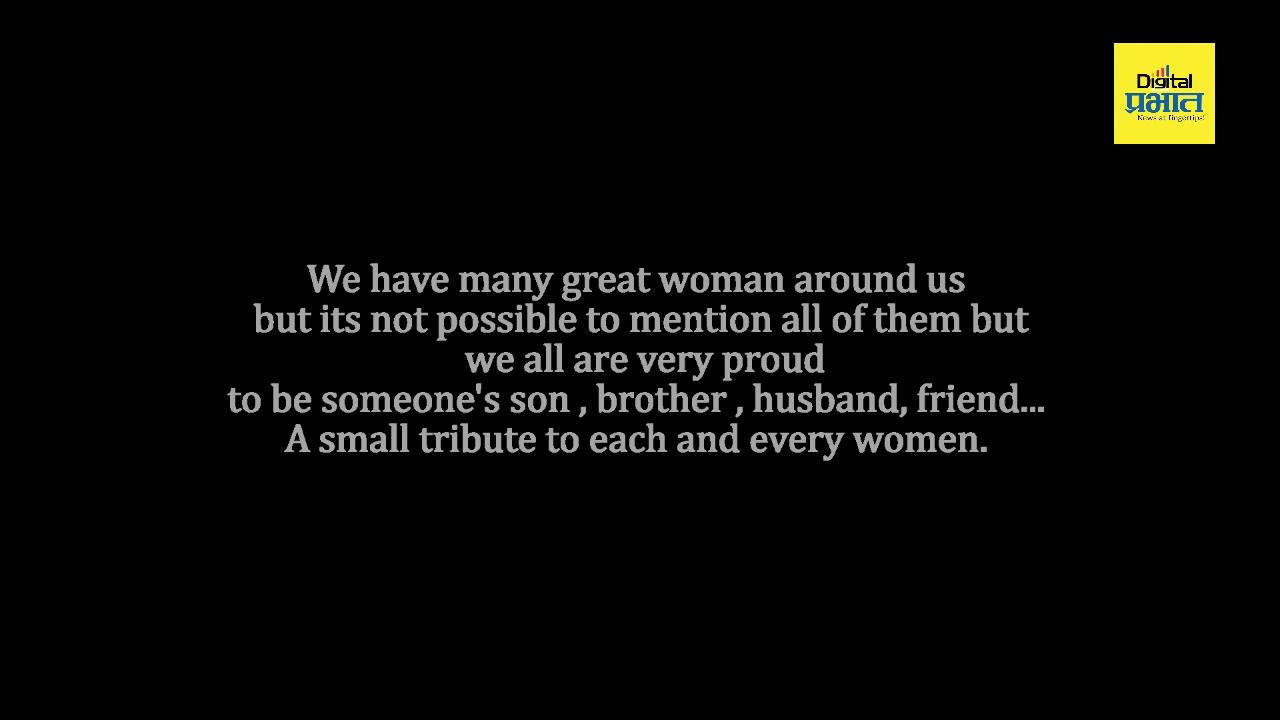 Digital
प्रभात
News at fingertips!
We have many great woman around us
but its not possible to mention all of them but
we all are very proud
to be someone's son , brother , husband, friend...
A small tribute to each and every women.